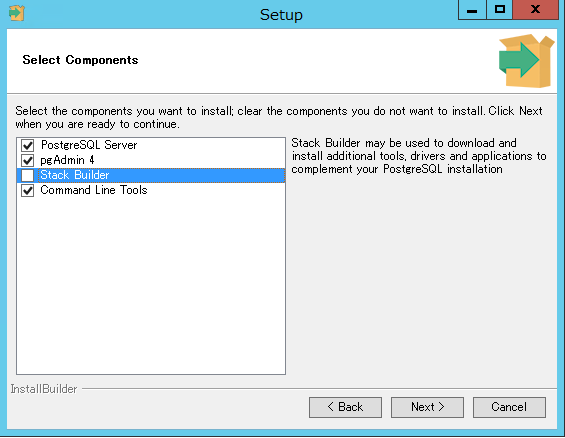 Setup
Select Components
Select the components you want to install; clear the components you do not want to install. Click Next
when you are ready to continue.
PostgreSQL Server
pgAdmin 4
Stack Builder
Command Line Tools
Stack Builder may be used to download and
install additional tools, drivers and applications to
complement your PostgreSQL installation
InstallBuilder
< Back
Next >
Cancel